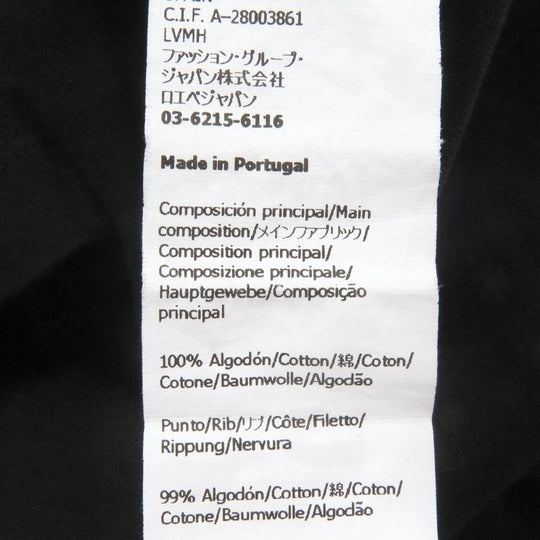 C.I.F. A-28003861
LVMH
ファッション・グループ・
ジャパン株式会社
ロエベジャパン
03-6215-6116
Made in Portugal
Composición principal/Main
composition/メインファブリック/
Composition principal/
Composizione principale/
Hauptgewebe/Composição
principal
100% Algodón/Cotton/綿/Coton/
Cotone/Baumwolle/Algodão
Punto/Rib/リブ/Côte/Filetto/
Rippung/Nervura
99% Algodón/Cotton/綿/Coton/
Cotone/Baumwolle/Algodão